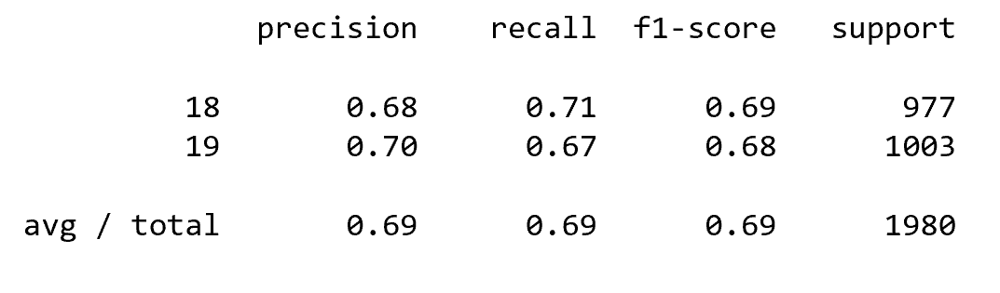 precision recall f1-score support
18 0.68 0.71 0.69 977
19 0.70 0.67 0.68 1003
avg / total 0.69 0.69 0.69 1980